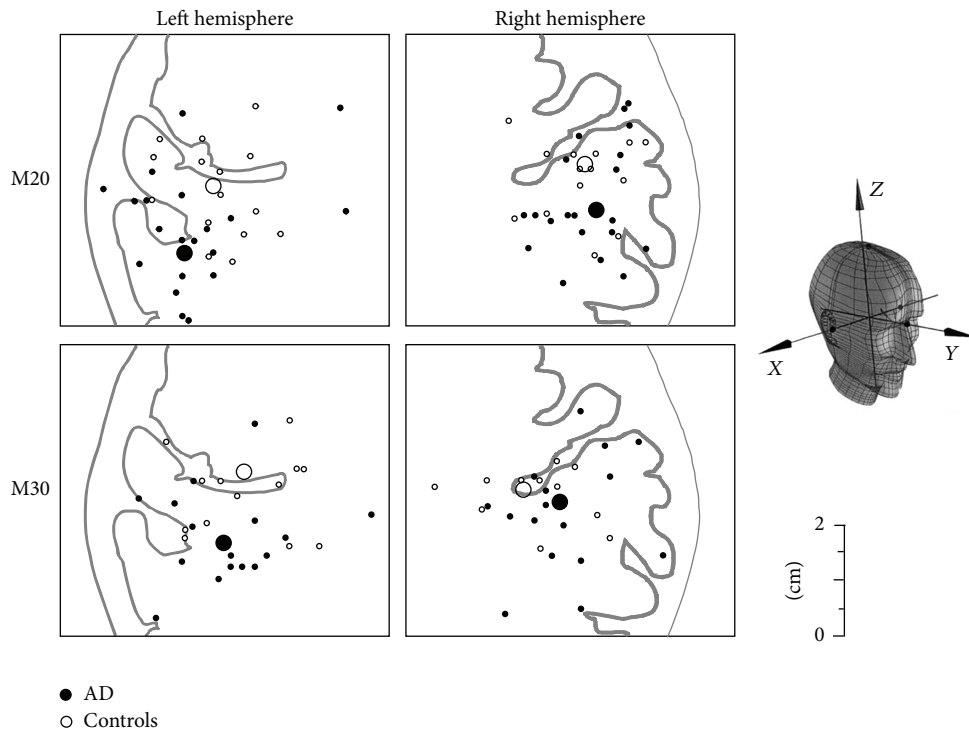 Left hemisphere
Right hemisphere
M20
Z
X
Y
M30
2
(cm)
0
AD
Controls